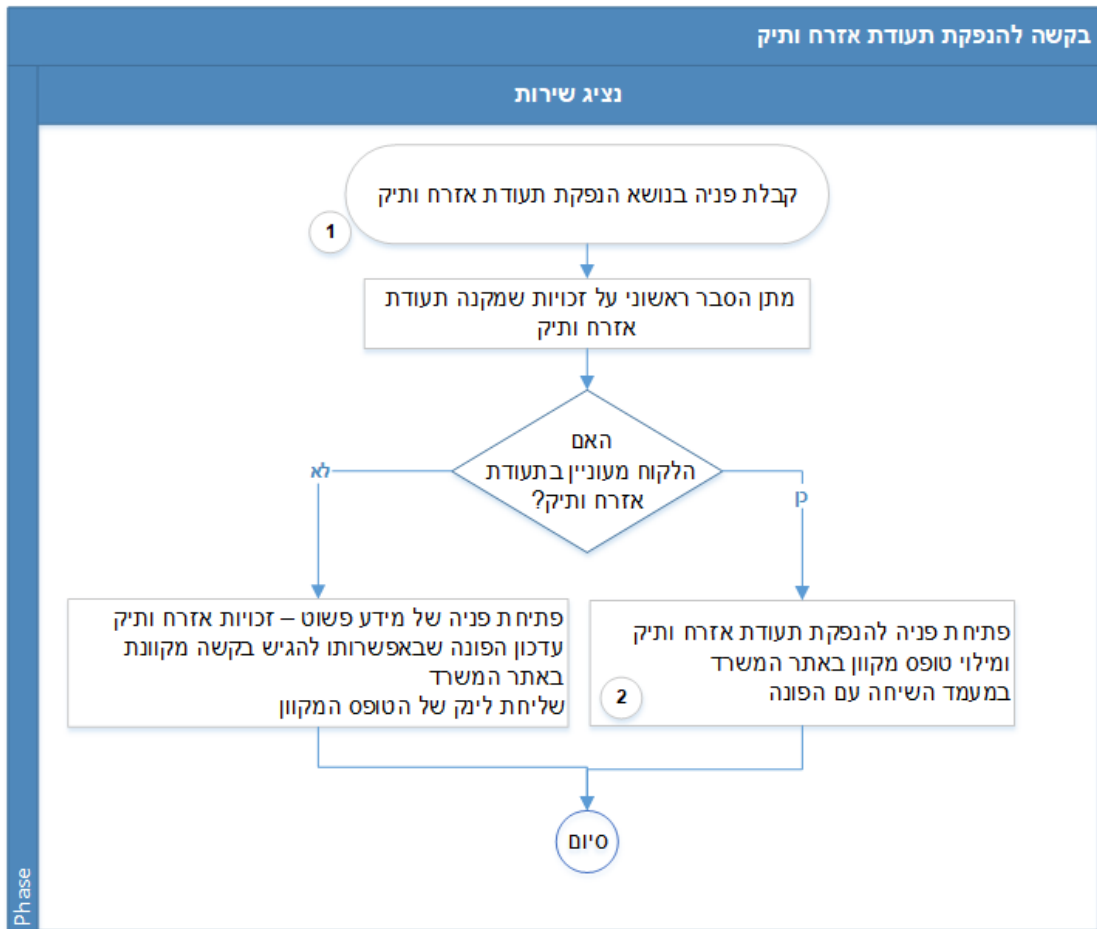 בקשה להנפקת תעודת אזרח ותיק
נציג שירות
קבלת פניה בנושא הנפקת תעודת אזרח ותיק
1
מתן הסבר ראשוני על זכויות שמקנה תעודת
אזרח ותיק
האם
הלקוח מעוניין בתעודת
אזרח ותיק?
כן
לא
פתיחת פניה להנפקת תעודת אזרח ותיק
ומילוי טופס מקוון באתר המשרד
במעמד השיחה עם הפונה
2
פתיחת פניה של מידע פשוט – זכויות אזרח ותיק
עדכון הפונה שבאפשרותו להגיש בקשה מקוונת
באתר המשרד
שליחת לינק של הטופס המקוון
סיום
Phase